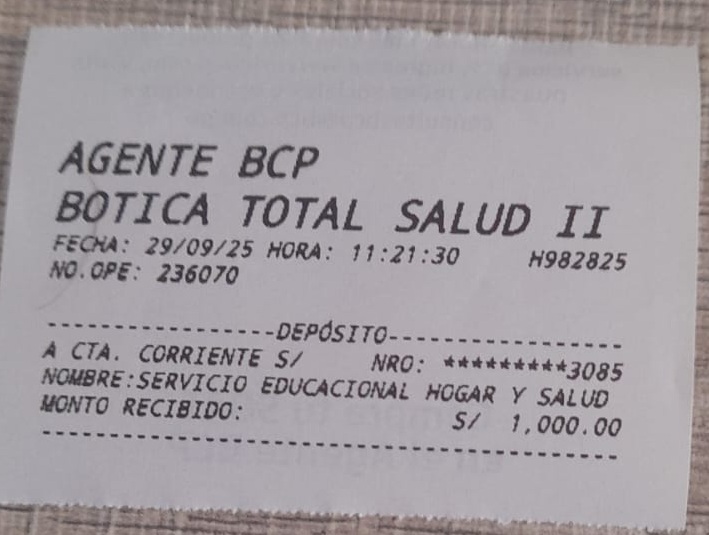 AGENTE BCP
BOTICA TOTAL SALUD II
FECHA: 29/09/25 HORA: 11:21:30 H982825
NO.OPE: 236070
-----------------DEPÓSITO-----------------
A CTA. CORRIENTE S/ NRO: *********3085
NOMBRE:SERVICIO EDUCACIONAL HOGAR Y SALUD
MONTO RECIBIDO: S/ 1,000.00
------------------------------------------